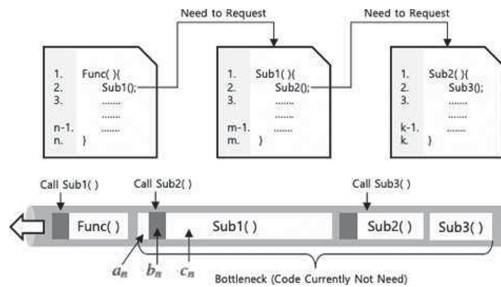 Need to Request
Need to Request
1. Func( ){
2. Sub1();
3. .......
.......
n-1. .......
n. }
1. Sub1( ){
2. Sub2();
3. .......
.......
m-1. .......
m. }
1. Sub2( ){
2. Sub3();
3. .......
.......
k-1. .......
k. }
Call Sub1( )
Call Sub2( )
Call Sub3( )
Func( )
Sub1( )
Sub2( )
Sub3( )
an
bn
cn
Bottleneck (Code Currently Not Need)